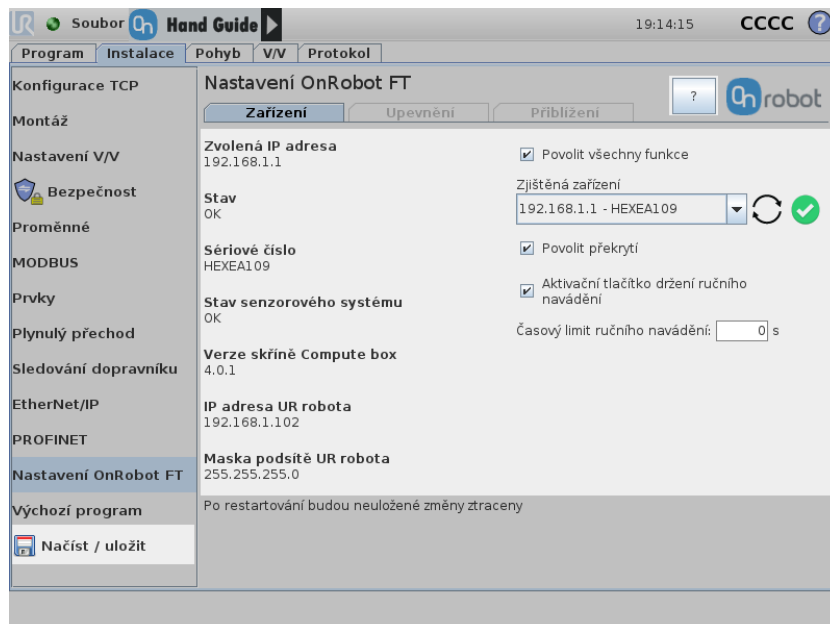 UR Soubor On Hand Guide 19:14:15 CCCC ?
Program Instalace Pohyb V/V Protokol
Konfigurace TCP
Montáž
Nastavení V/V
Bezpečnost
Proměnné
MODBUS
Prvky
Plynulý přechod
Sledování dopravníku
EtherNet/IP
PROFINET
Nastavení OnRobot FT
Výchozí program
Načíst / uložit
Nastavení OnRobot FT
? On robot
Zařízení Upevnění Přiblížení
Zvolená IP adresa
192.168.1.1
Stav
OK
Sériové číslo
HEXEA109
Stav senzorového systému
OK
Verze skříně Compute box
4.0.1
IP adresa UR robota
192.168.1.102
Maska podsítě UR robota
255.255.255.0
Povolit všechny funkce
Zjištěná zařízení
192.168.1.1 - HEXEA109
Povolit překrytí
Aktivační tlačítko držení ručního
navádění
Časový limit ručního navádění: 0 s
Po restartování budou neuložené změny ztraceny